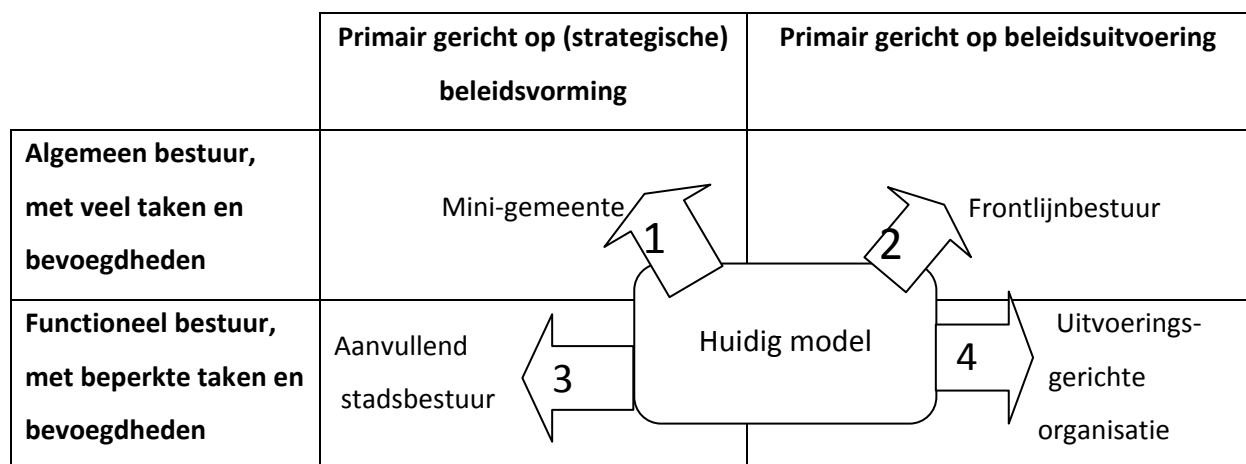 Primair gericht op (strategische)
beleidsvorming
Primair gericht op beleidsuitvoering
Algemeen bestuur,
met veel taken en
bevoegdheden
Mini-gemeente
1
2
Frontlijnbestuur
Functioneel bestuur,
met beperkte taken en
bevoegdheden
Aanvullend
stadsbestuur
3
Huidig model
4
Uitvoerings-
gerichte
organisatie